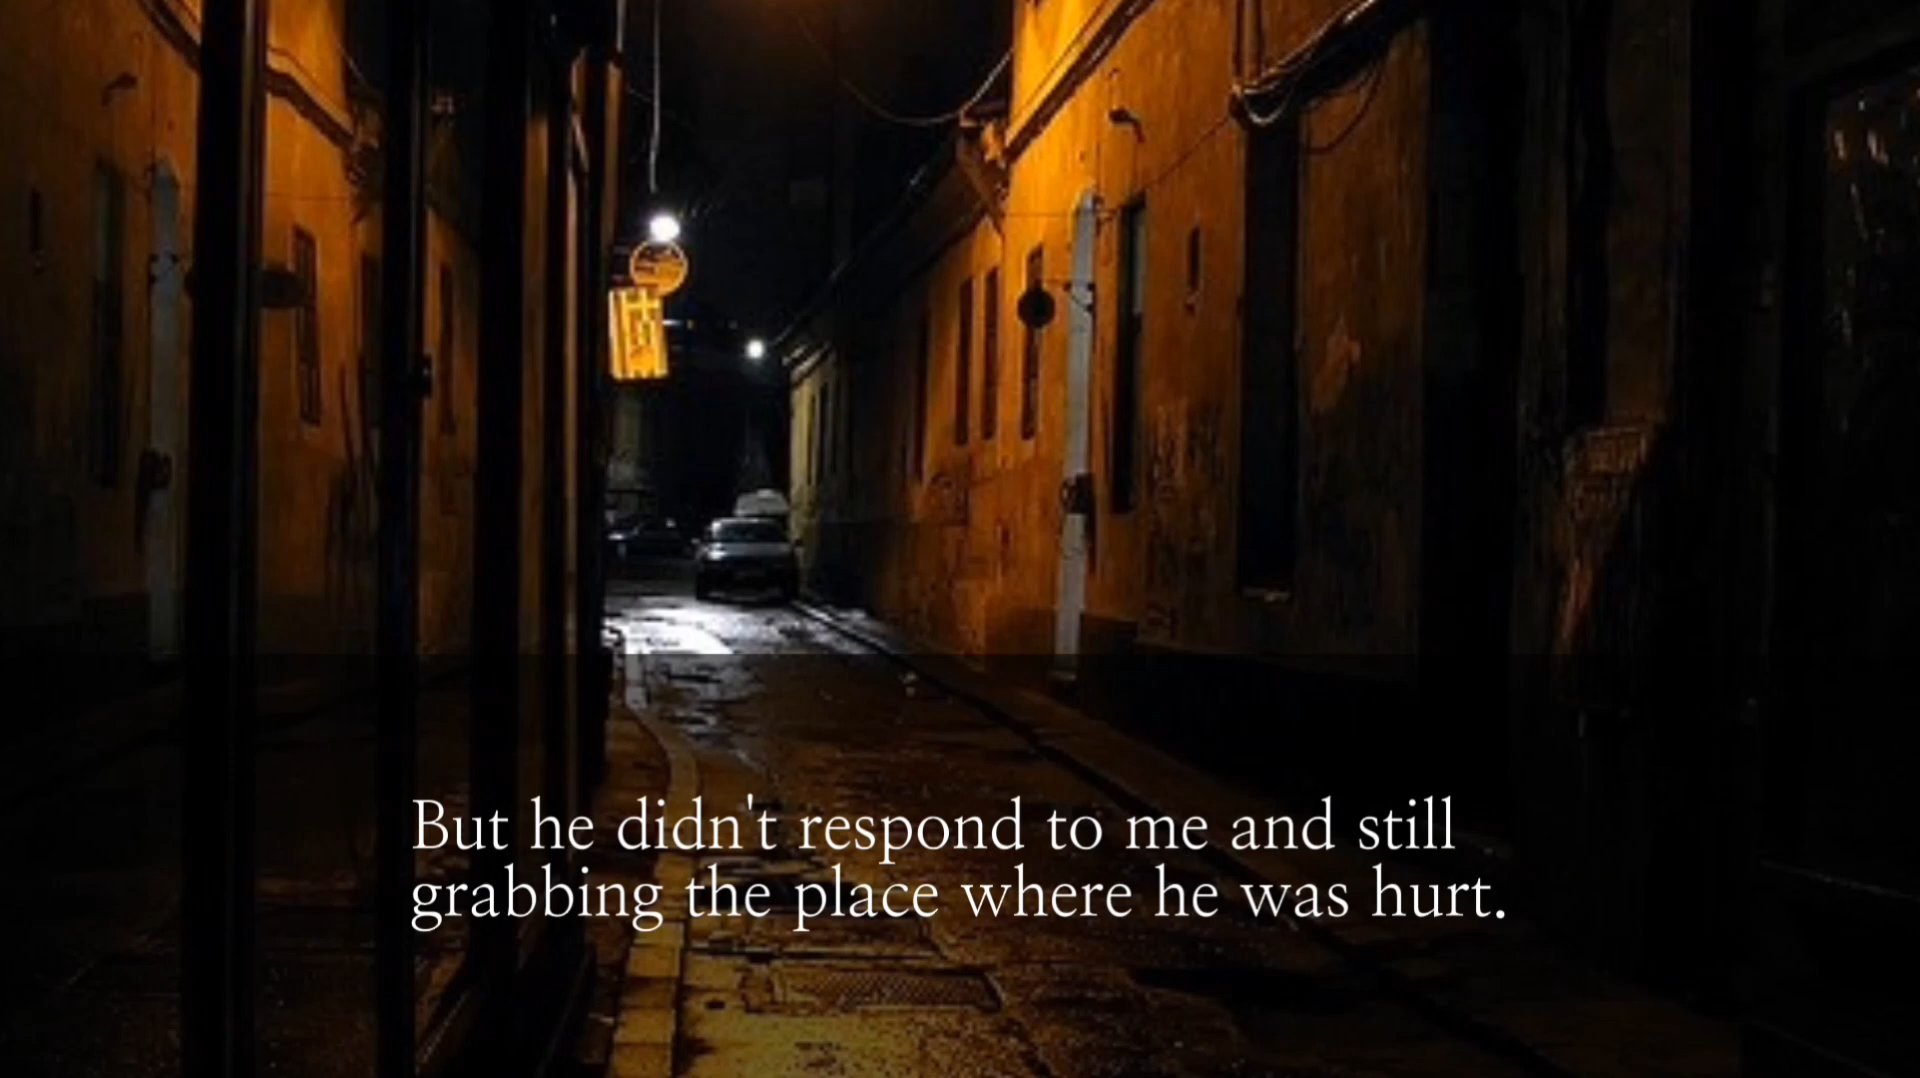 But he didn't respond to me and still
grabbing the place where he was hurt.